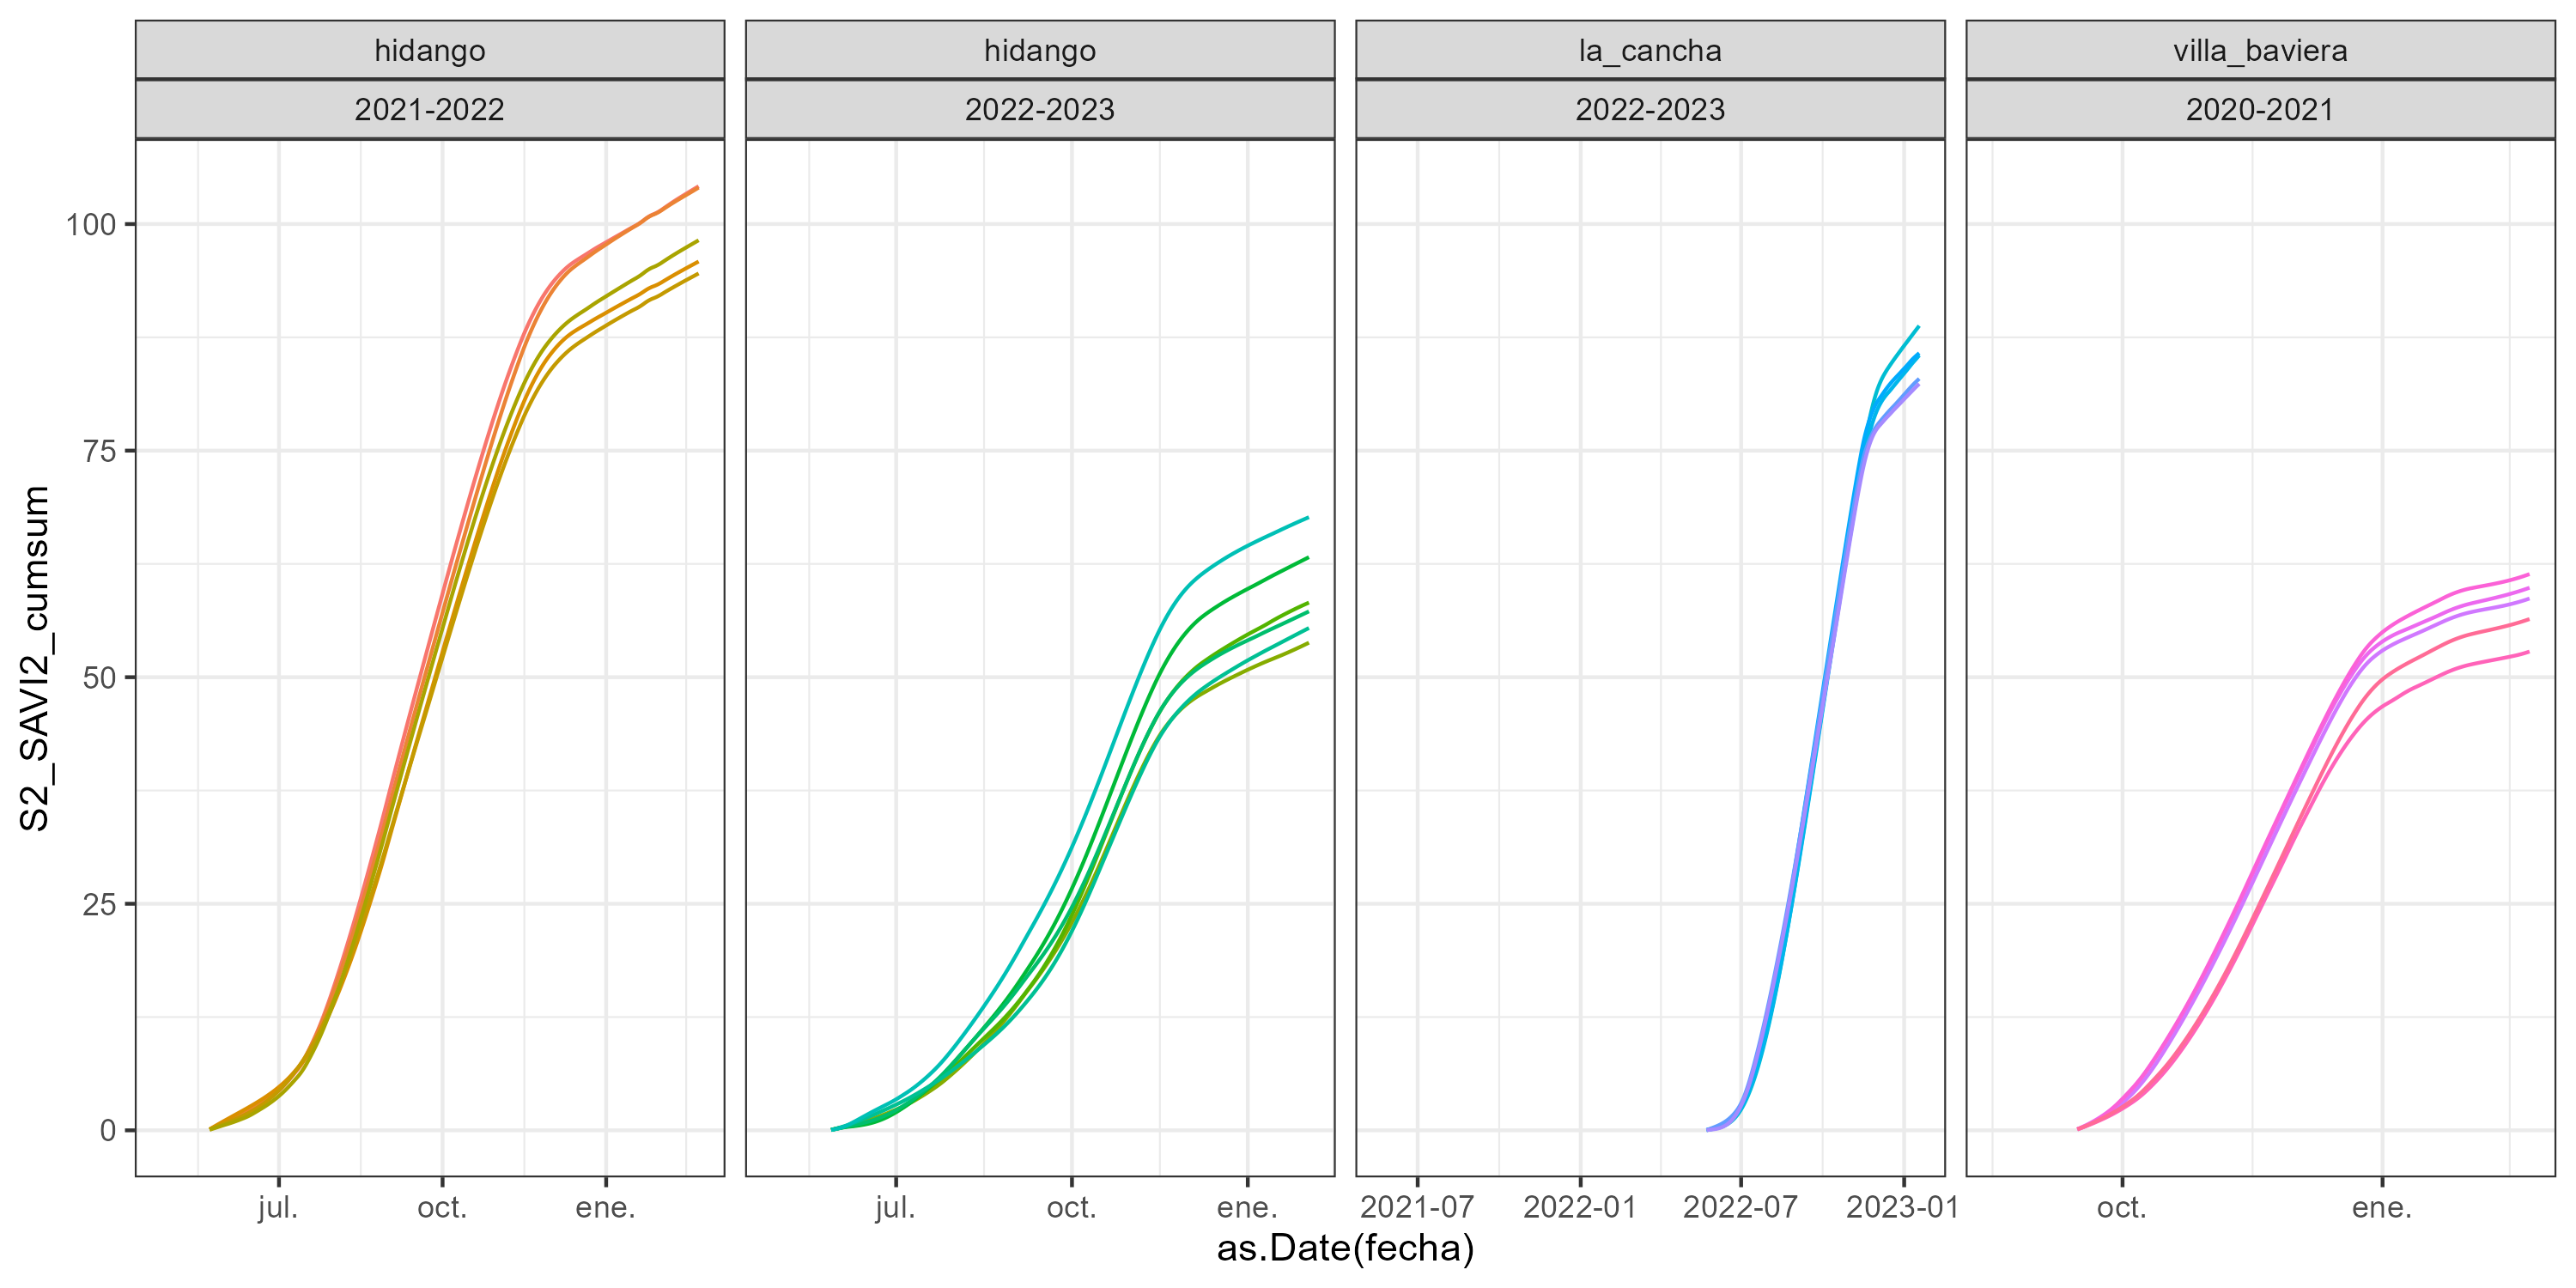 hidango hidango la_cancha villa_baviera
2021-2022 2022-2023 2022-2023 2020-2021
100
75
50
25
0
S2_SAVI2_cumsum
jul. oct. ene. jul. oct. ene. 2021-07 2022-01 2022-07 2023-01 oct. ene.
as.Date(fecha)